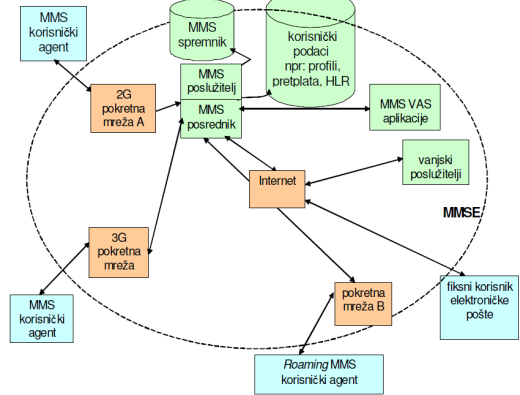 MMS
korisnički
agent
MMS
spremnik
korisnički
podaci
npr: profili,
pretplata, HLR
2G
pokretna
mreža A
MMS
poslužitelj
MMS
posrednik
MMS VAS
aplikacije
Internet
vanjski
poslužitelji
MMSE
3G
pokretna
mreža
MMS
korisnički
agent
pokretna
mreža B
fiksni korisnik
elektroničke
pošte
Roaming MMS
korisnički agent